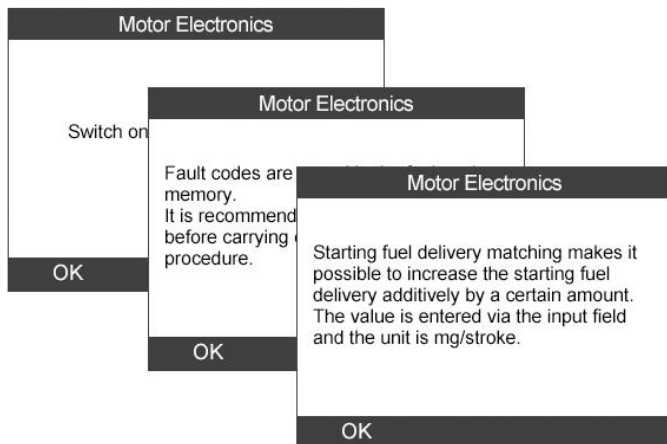 Motor Electronics
Switch on
OK
Motor Electronics
Fault codes are
memory.
It is recommend
before carrying
procedure.
OK
Motor Electronics
Starting fuel delivery matching makes it
possible to increase the starting fuel
delivery additively by a certain amount.
The value is entered via the input field
and the unit is mg/stroke.
OK